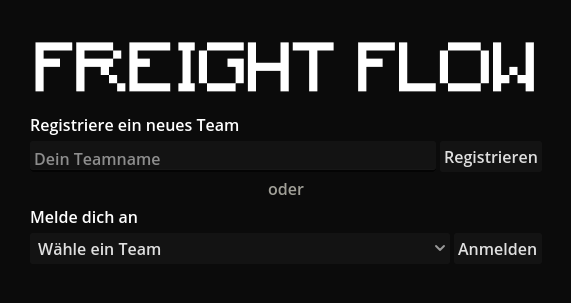 FREIGHT FLOW
Registriere ein neues Team
Dein Teamname Registrieren
oder
Melde dich an
Wähle ein Team Anmelden